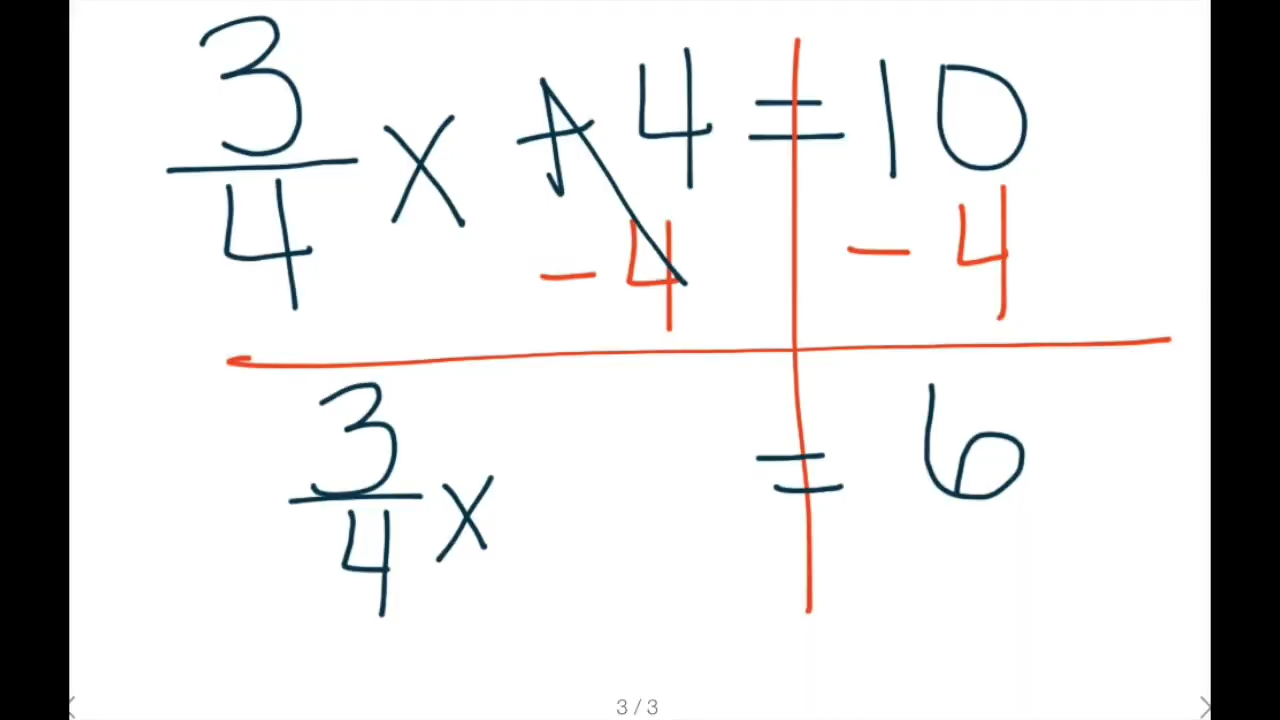 3/4 x + 4 = 10
- 4 - 4
3/4 x = 6
3 / 3